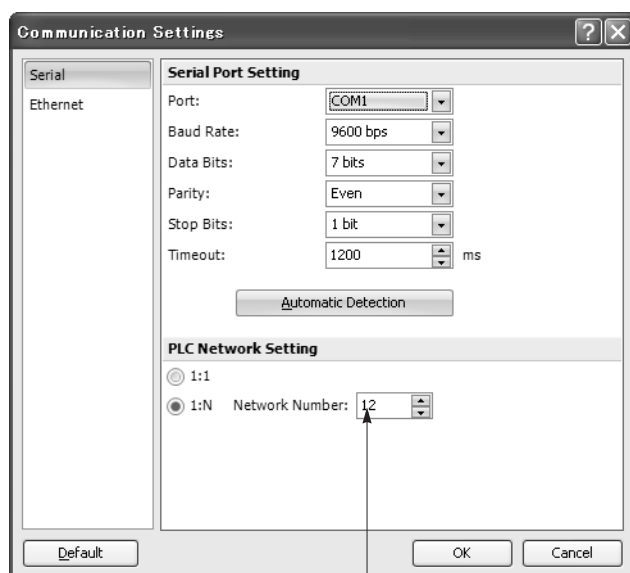 Communication Settings
Serial
Ethernet
Serial Port Setting
Port: COM1
Baud Rate: 9600 bps
Data Bits: 7 bits
Parity: Even
Stop Bits: 1 bit
Timeout: 1200 ms
Automatic Detection
PLC Network Setting
1:1
1:N Network Number: 12
Default OK Cancel